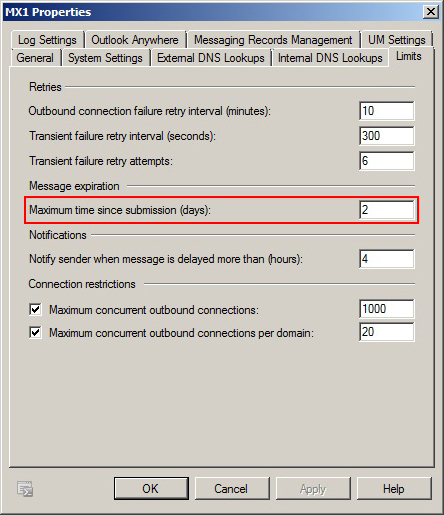 MX1 Properties
Log Settings Outlook Anywhere Messaging Records Management UM Settings
General System Settings External DNS Lookups Internal DNS Lookups Limits
Retries
Outbound connection failure retry interval (minutes): 10
Transient failure retry interval (seconds): 300
Transient failure retry attempts: 6
Message expiration
Maximum time since submission (days): 2
Notifications
Notify sender when message is delayed more than (hours): 4
Connection restrictions
Maximum concurrent outbound connections: 1000
Maximum concurrent outbound connections per domain: 20
OK Cancel Apply Help